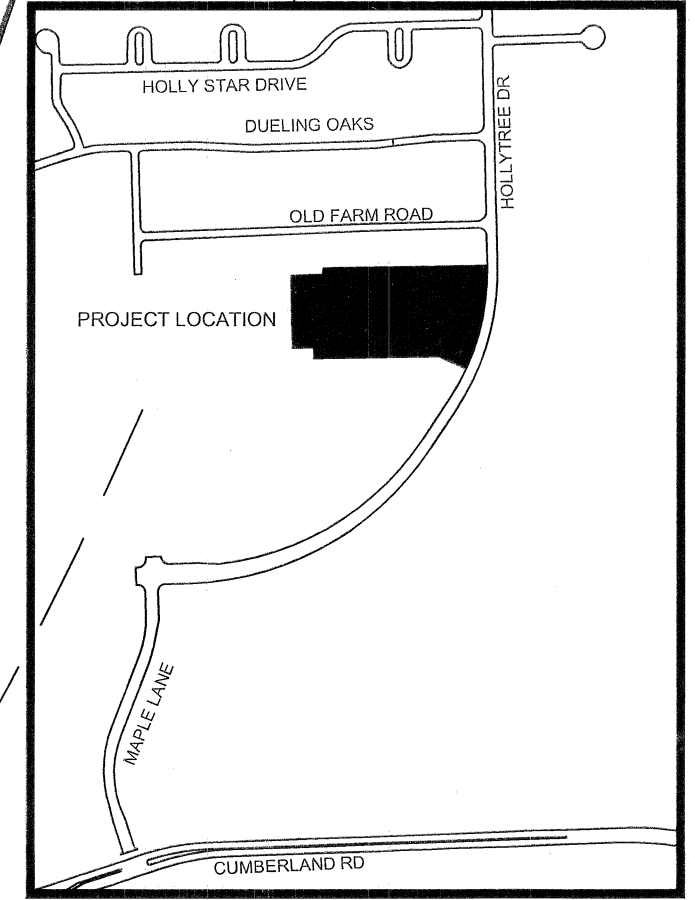 HOLLY STAR DRIVE
DUELING OAKS
HOLLYTREE DR
OLD FARM ROAD
PROJECT LOCATION
MAPLE LANE
CUMBERLAND RD